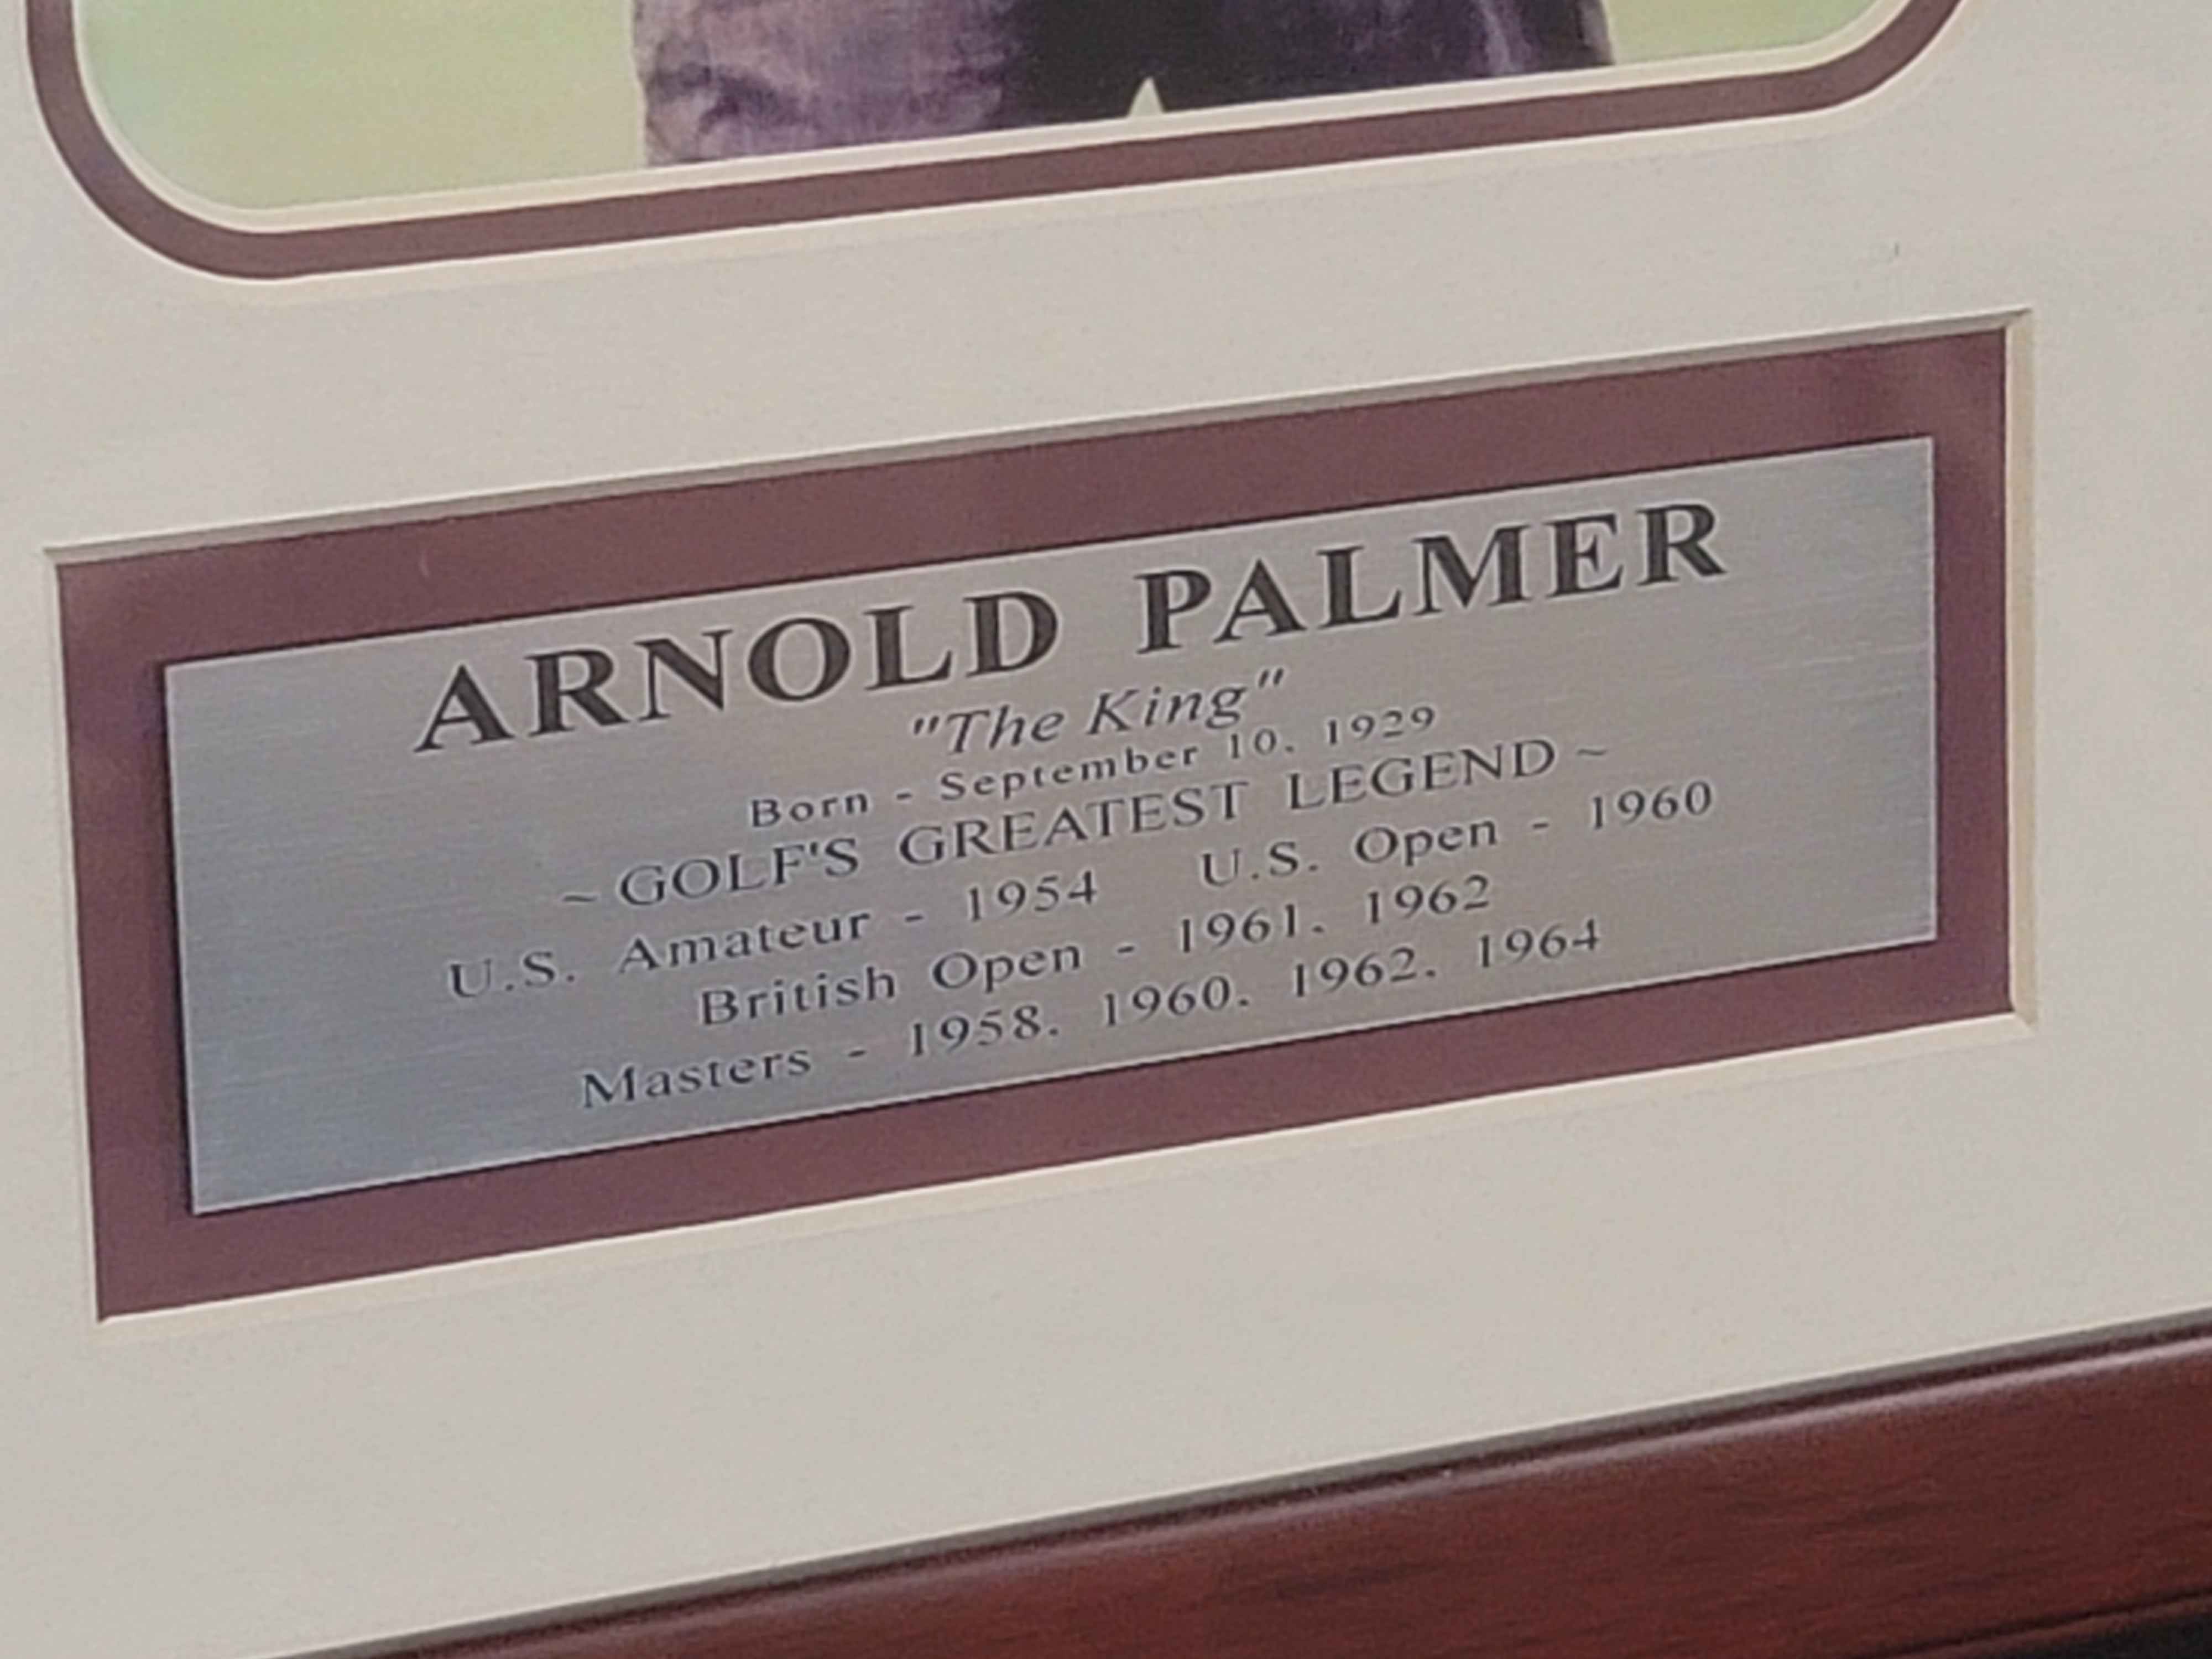 ARNOLD PALMER
"The King"
Born - September 10, 1929
~ GOLF'S GREATEST LEGEND ~
U.S. Amateur - 1954 U.S. Open - 1960
British Open - 1961, 1962
Masters - 1958, 1960, 1962, 1964